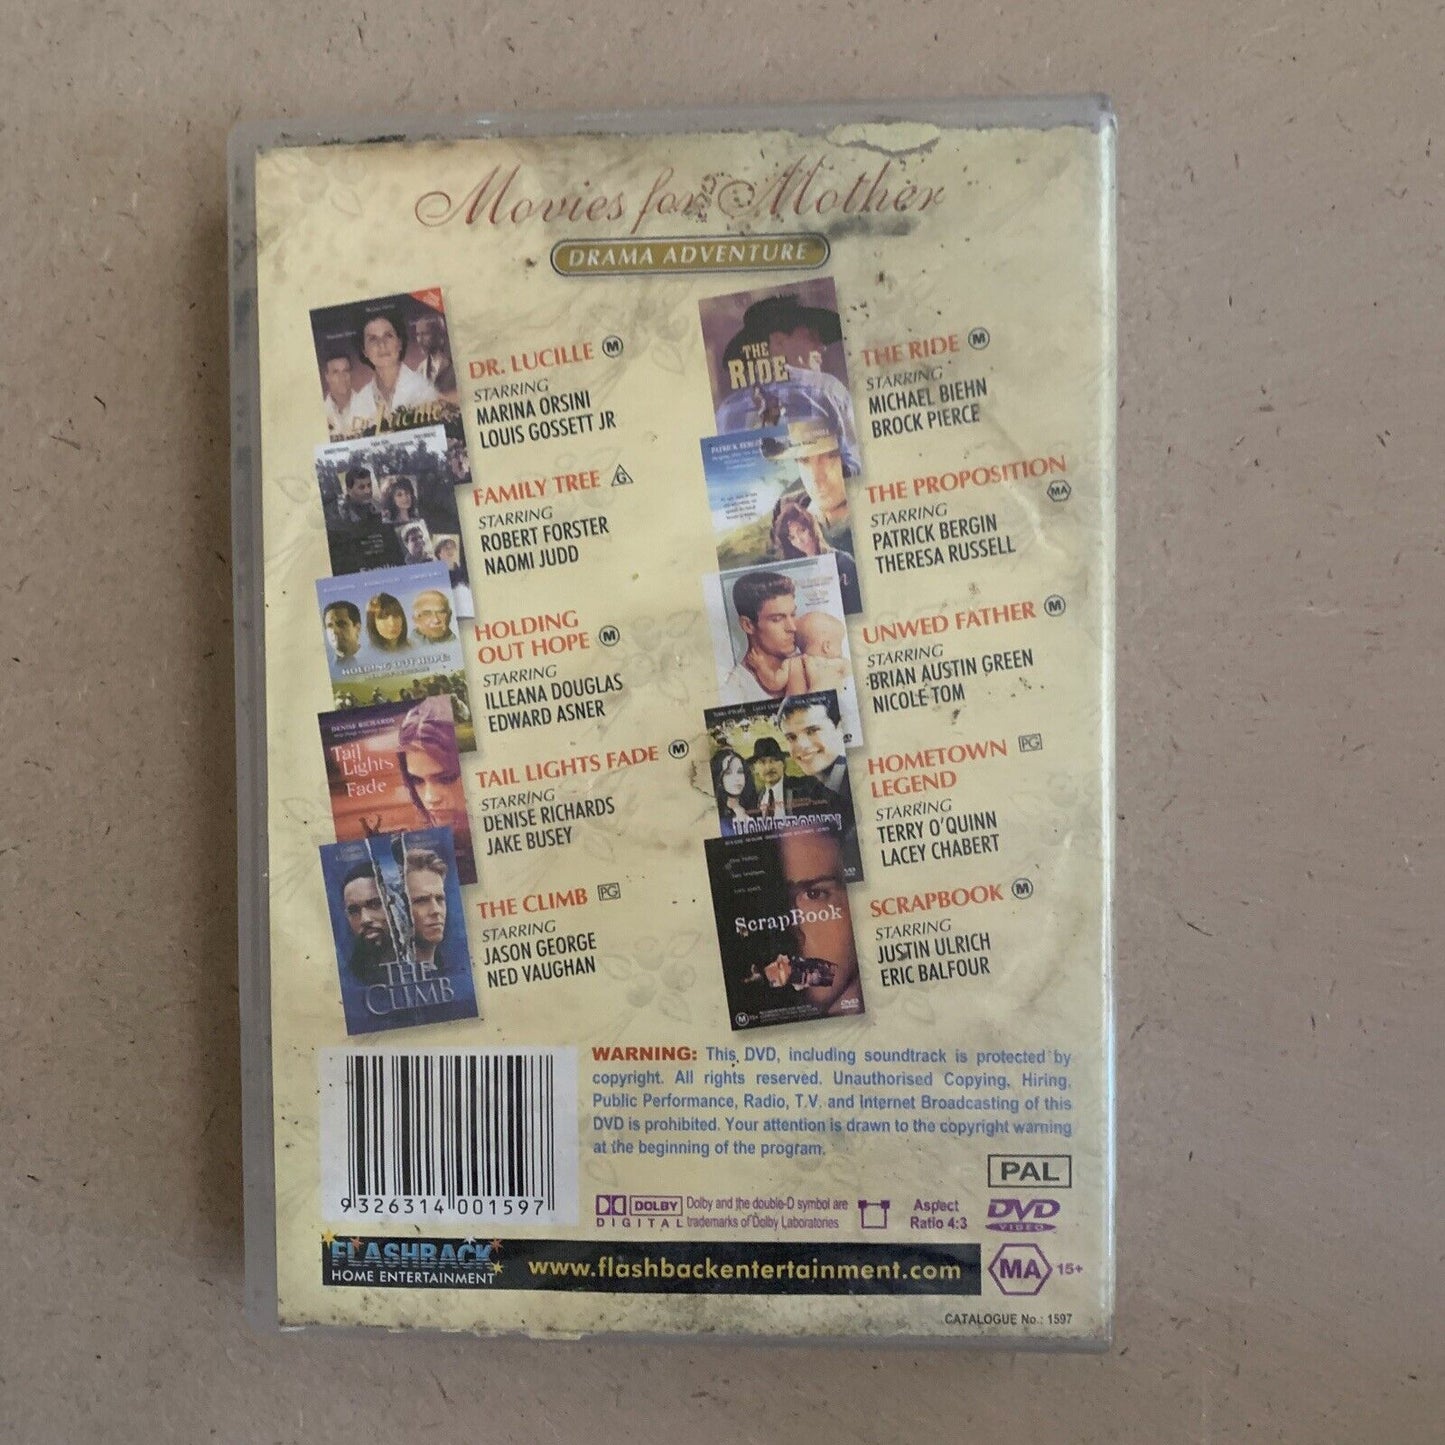 Movies for Mother
DRAMA ADVENTURE
DR. LUCILLE M
STARRING
MARINA ORSINI
LOUIS GOSSETT JR
FAMILY TREE G
STARRING
ROBERT FORSTER
NAOMI JUDD
HOLDING
OUT HOPE M
STARRING
ILLEANA DOUGLAS
EDWARD ASNER
DENISE RICHARDS
Tail
Lights
Fade
TAIL LIGHTS FADE M
STARRING
DENISE RICHARDS
JAKE BUSEY
THE
CLIMB
THE CLIMB PG
STARRING
JASON GEORGE
NED VAUGHAN
THE
RIDE
THE RIDE M
STARRING
MICHAEL BIEHN
BROCK PIERCE
PATRICK BERGIN
THE PROPOSITION
MA
STARRING
PATRICK BERGIN
THERESA RUSSELL
UNWED FATHER M
STARRING
BRIAN AUSTIN GREEN
NICOLE TOM
HOMETOWN
HOMETOWN PG
LEGEND
STARRING
TERRY O'QUINN
LACEY CHABERT
ScrapBook
SCRAPBOOK M
STARRING
JUSTIN ULRICH
ERIC BALFOUR
WARNING: This DVD, including soundtrack is protected by
copyright. All rights reserved. Unauthorised Copying, Hiring,
Public Performance, Radio, T.V. and Internet Broadcasting of this
DVD is prohibited. Your attention is drawn to the copyright warning
at the beginning of the program.
9 326314 001597
PAL
DOLBY
DIGITAL
Dolby and the double-D symbol are
trademarks of Dolby Laboratories
Aspect
Ratio 4:3
DVD
VIDEO
FLASHBACK
HOME ENTERTAINMENT
www.flashbackentertainment.com
MA 15+
CATALOGUE No.: 1597